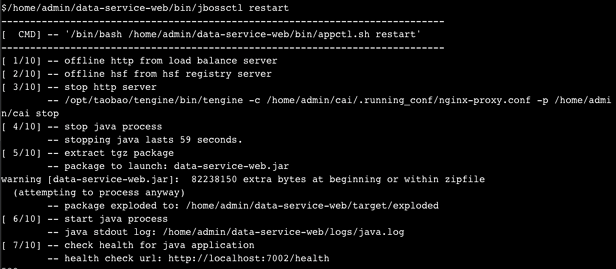 $/home/admin/data-service-web/bin/jbossctl restart
--------------------------------------------------------------------------
[  CMD] -- '/bin/bash /home/admin/data-service-web/bin/appctl.sh restart'
--------------------------------------------------------------------------
[ 1/10] -- offline http from load balance server
[ 2/10] -- offline hsf from hsf registry server
[ 3/10] -- stop http server
        -- /opt/taobao/tengine/bin/tengine -c /home/admin/cai/.running_conf/nginx-proxy.conf -p /home/admi
n/cai stop
[ 4/10] -- stop java process
        -- stopping java lasts 59 seconds.
[ 5/10] -- extract tgz package
        -- package to launch: data-service-web.jar
warning [data-service-web.jar]:  82238150 extra bytes at beginning or within zipfile
  (attempting to process anyway)
        -- package exploded to: /home/admin/data-service-web/target/exploded
[ 6/10] -- start java process
        -- java stdout log: /home/admin/data-service-web/logs/java.log
[ 7/10] -- check health for java application
        -- health check url: http://localhost:7002/health